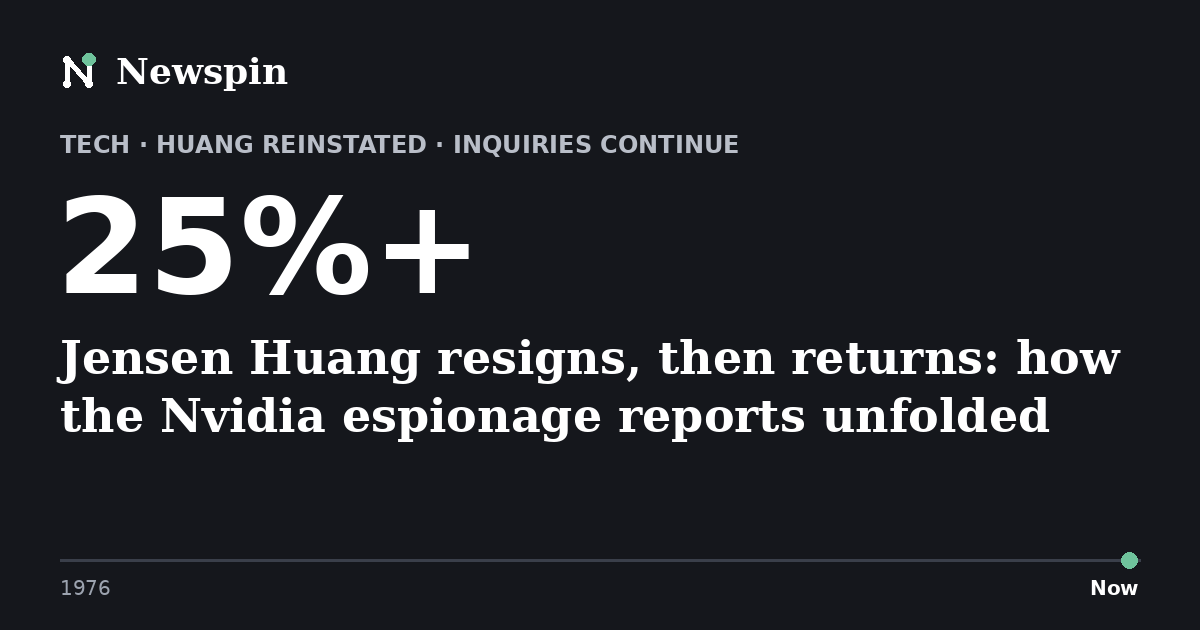 Newspin
TECH · HUANG REINSTATED · INQUIRIES CONTINUE
25%+
Jensen Huang resigns, then returns: how
the Nvidia espionage reports unfolded
1976
Now